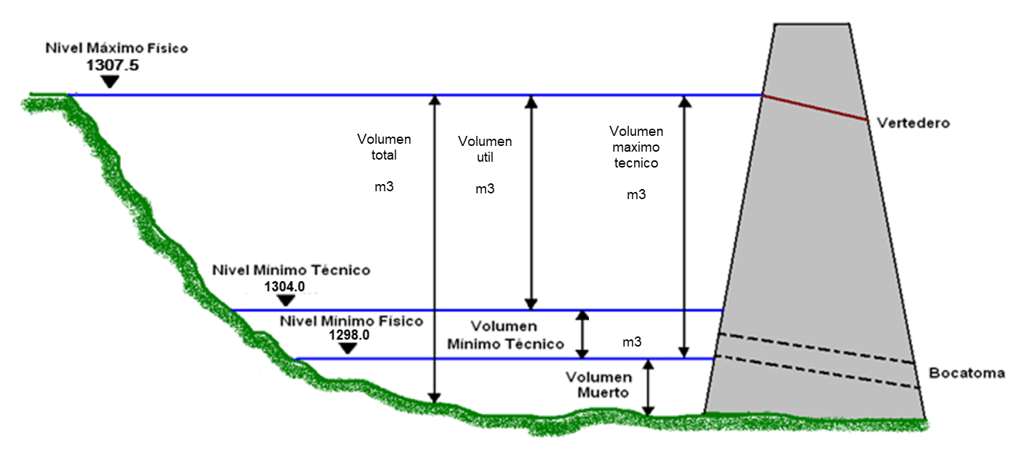 Nivel Máximo Físico
1307.5
Vertedero
Volumen
total
m3
Volumen
util
m3
Volumen
maximo
tecnico
m3
Nivel Mínimo Técnico
1304.0
Nivel Mínimo Físico
1298.0
Volumen
Mínimo Técnico
m3
Volumen
Muerto
Bocatoma